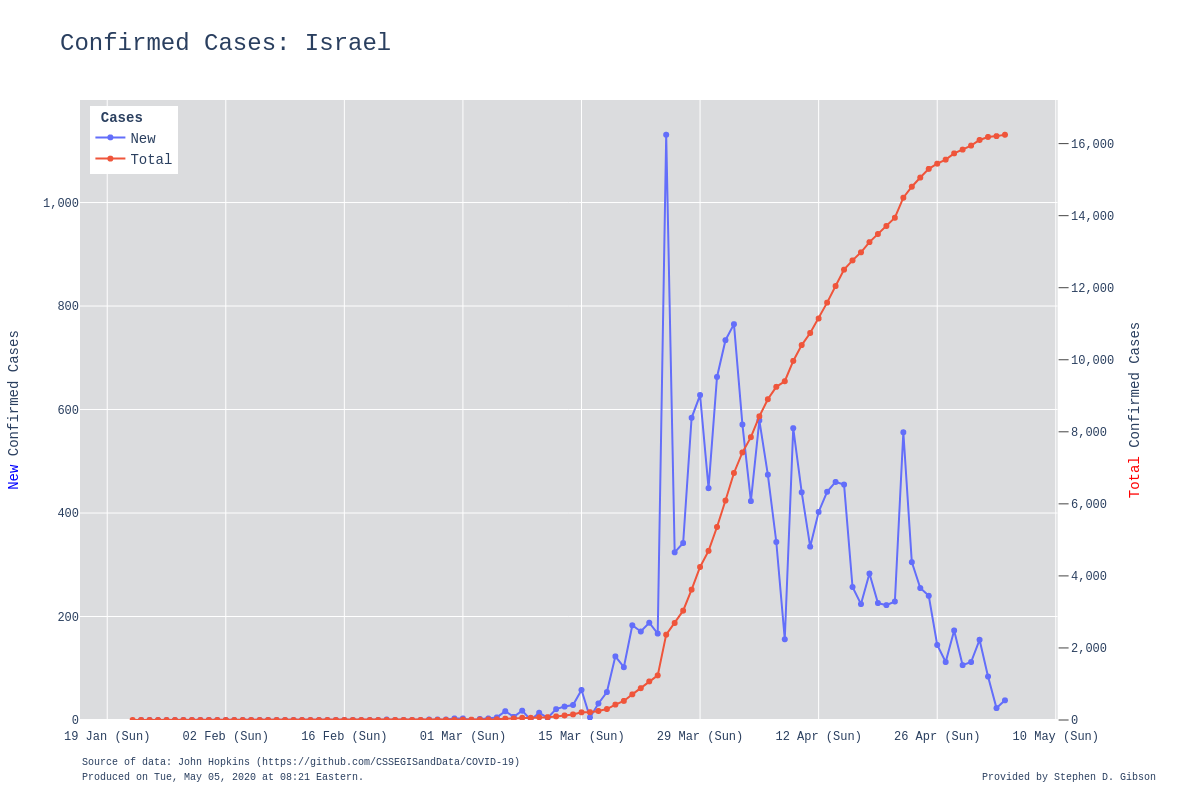 Confirmed Cases: Israel
Cases
New
Total
1,000
800
600
400
200
0
New Confirmed Cases
16,000
14,000
12,000
10,000
8,000
6,000
4,000
2,000
0
Total Confirmed Cases
19 Jan (Sun) 02 Feb (Sun) 16 Feb (Sun) 01 Mar (Sun) 15 Mar (Sun) 29 Mar (Sun) 12 Apr (Sun) 26 Apr (Sun) 10 May (Sun)
Source of data: John Hopkins (https://github.com/CSSEGISandData/COVID-19)
Produced on Tue, May 05, 2020 at 08:21 Eastern.
Provided by Stephen D. Gibson